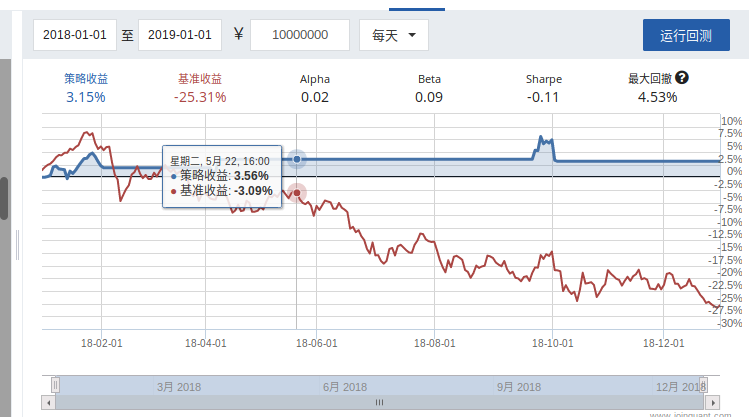 2018-01-01 至 2019-01-01 ￥ 10000000 每天 运行回测
策略收益 基准收益 Alpha Beta Sharpe 最大回撤 ?
3.15% -25.31% 0.02 0.09 -0.11 4.53%
10%
7.5%
5%
2.5%
0%
-2.5%
-5%
-7.5%
-10%
-12.5%
-15%
-17.5%
-20%
-22.5%
-25%
-27.5%
-30%
星期二, 5月 22, 16:00
策略收益: 3.56%
基准收益: -3.09%
18-02-01 18-04-01 18-06-01 18-08-01 18-10-01 18-12-01
3月 2018 6月 2018 9月 2018 12月 2018
www.joinquant.com